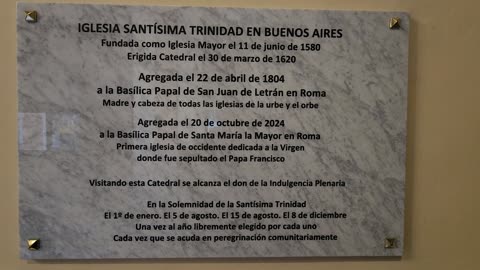 IGLESIA SANTÍSIMA TRINIDAD EN BUENOS AIRES
Fundada como Iglesia Mayor el 11 de junio de 1580
Erigida Catedral el 30 de marzo de 1620
Agregada el 22 de abril de 1804
a la Basílica Papal de San Juan de Letrán en Roma
Madre y cabeza de todas las iglesias de la urbe y el orbe
Agregada el 20 de octubre de 2024
a la Basílica Papal de Santa María la Mayor en Roma
Primera iglesia de occidente dedicada a la Virgen
donde fue sepultado el Papa Francisco
Visitando esta Catedral se alcanza el don de la Indulgencia Plenaria
En la Solemnidad de la Santísima Trinidad
El 1º de enero. El 5 de agosto. El 15 de agosto. El 8 de diciembre
Una vez al año libremente elegido por cada uno
Cada vez que se acuda en peregrinación comunitariamente